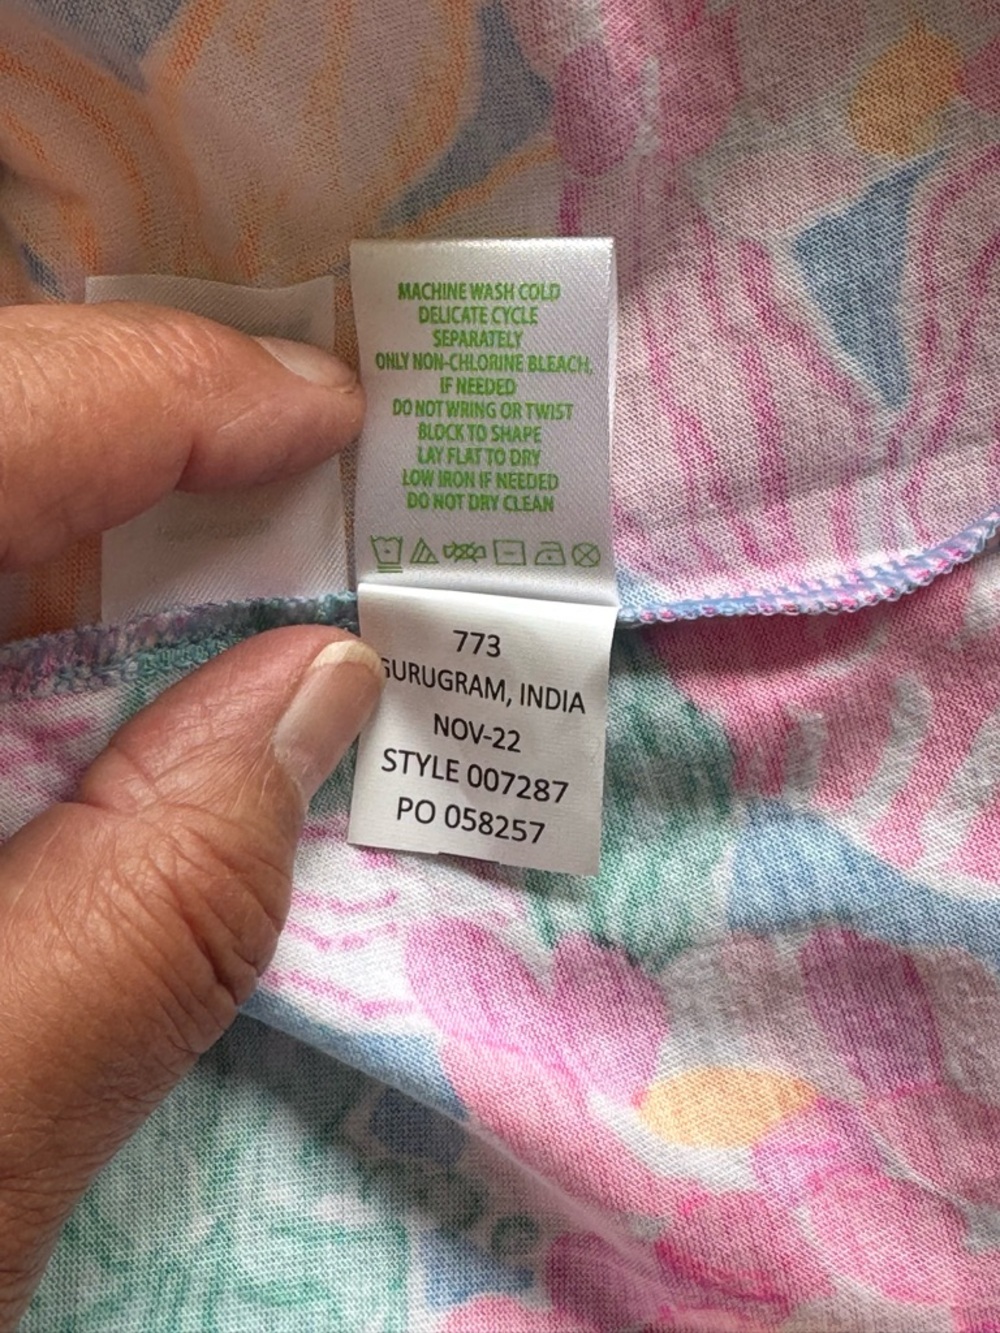 MACHINE WASH COLD
DELICATE CYCLE
SEPARATELY
ONLY NON-CHLORINE BLEACH,
IF NEEDED
DO NOT WRING OR TWIST
BLOCK TO SHAPE
LAY FLAT TO DRY
LOW IRON IF NEEDED
DO NOT DRY CLEAN
773
GURUGRAM, INDIA
NOV-22
STYLE 007287
PO 058257